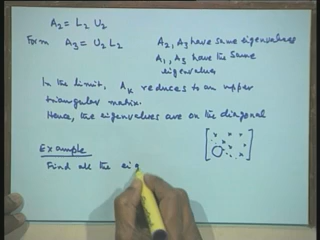 A2 = L2 U2
Form A3 = U2 L2
A2, A3 have same eigenvalues
A1, A3 have the same
eigenvalues
In the limit, Ak reduces to an upper
triangular matrix.
Hence, the eigenvalues are on the diagonal
Example
Find all the eig